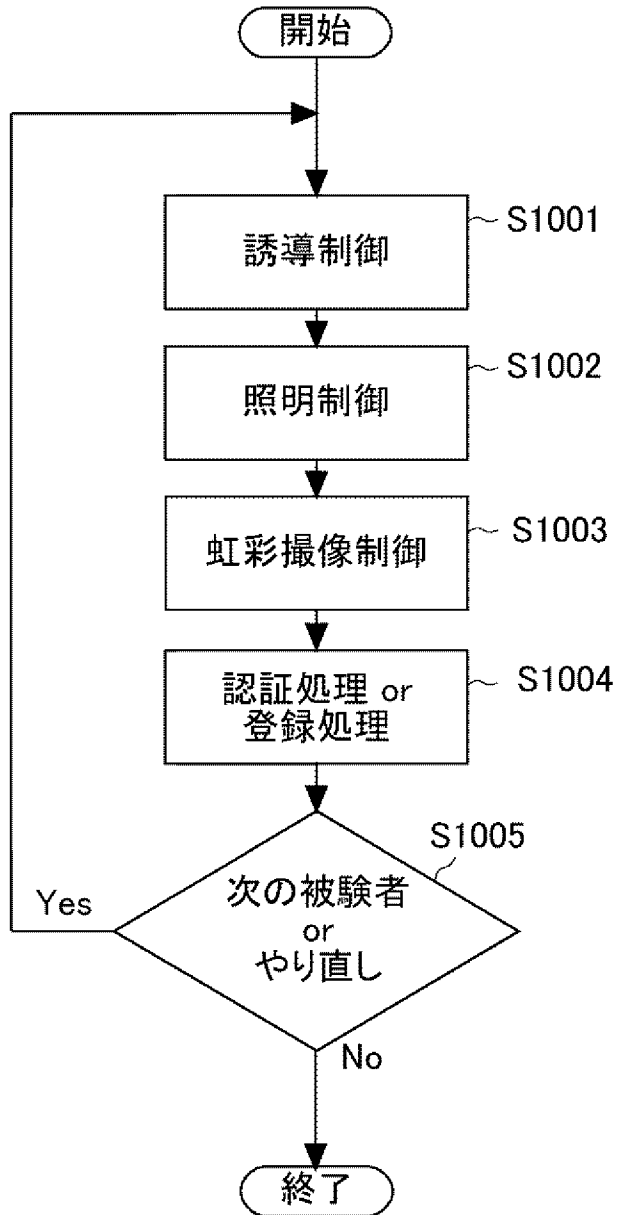 開始
誘導制御
S1001
照明制御
S1002
虹彩撮像制御
S1003
認証処理 or
登録処理
S1004
S1005
次の被験者
or
やり直し
Yes
No
終了